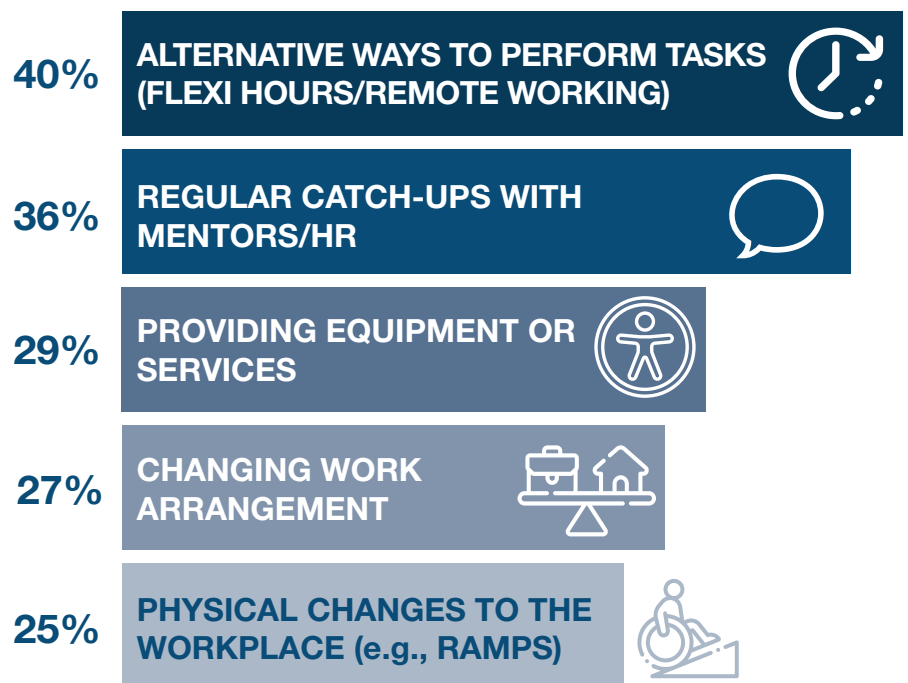 40%
ALTERNATIVE WAYS TO PERFORM TASKS
(FLEXI HOURS/REMOTE WORKING)
36%
REGULAR CATCH-UPS WITH
MENTORS/HR
29%
PROVIDING EQUIPMENT OR
SERVICES
27%
CHANGING WORK
ARRANGEMENT
25%
PHYSICAL CHANGES TO THE
WORKPLACE (e.g., RAMPS)